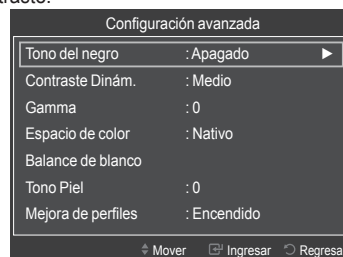 Configuración avanzada
Tono del negro : Apagado ►
Contraste Dinám. : Medio
Gamma : 0
Espacio de color : Nativo
Balance de blanco
Tono Piel : 0
Mejora de perfiles : Encendido
Mover Ingresar Regresa